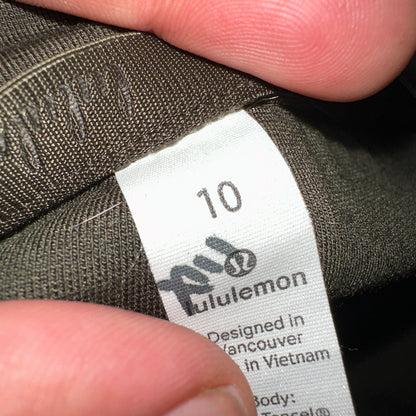 10
lululemon
Designed in
Vancouver
in Vietnam
Body: